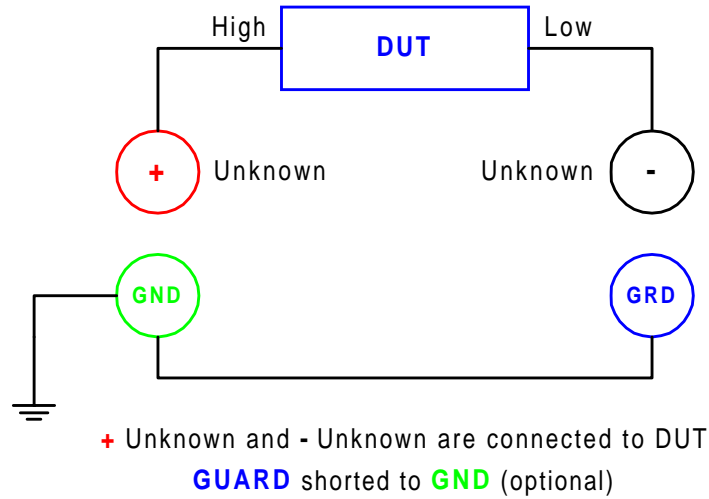 High DUT Low
+ Unknown Unknown -
GND GRD
+ Unknown and - Unknown are connected to DUT
GUARD shorted to GND (optional)